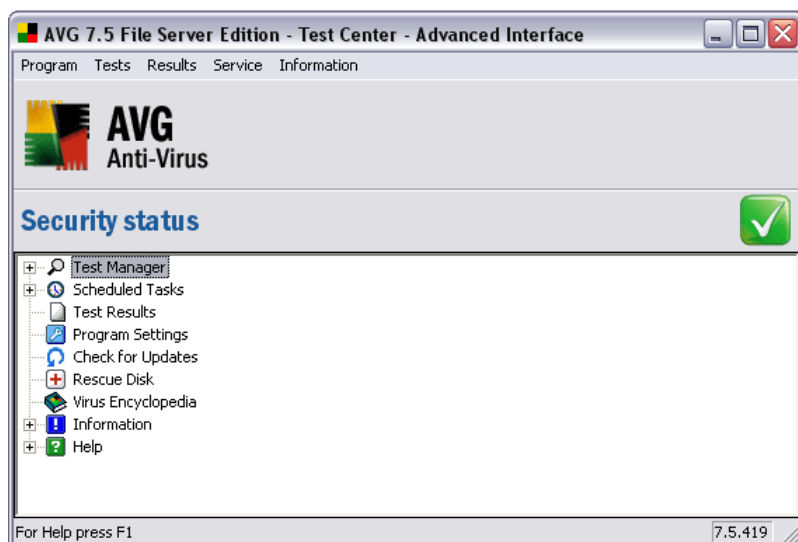 AVG 7.5 File Server Edition - Test Center - Advanced Interface
Program Tests Results Service Information
AVG
Anti-Virus
Security status
Test Manager
Scheduled Tasks
Test Results
Program Settings
Check for Updates
Rescue Disk
Virus Encyclopedia
Information
Help
For Help press F1 7.5.419